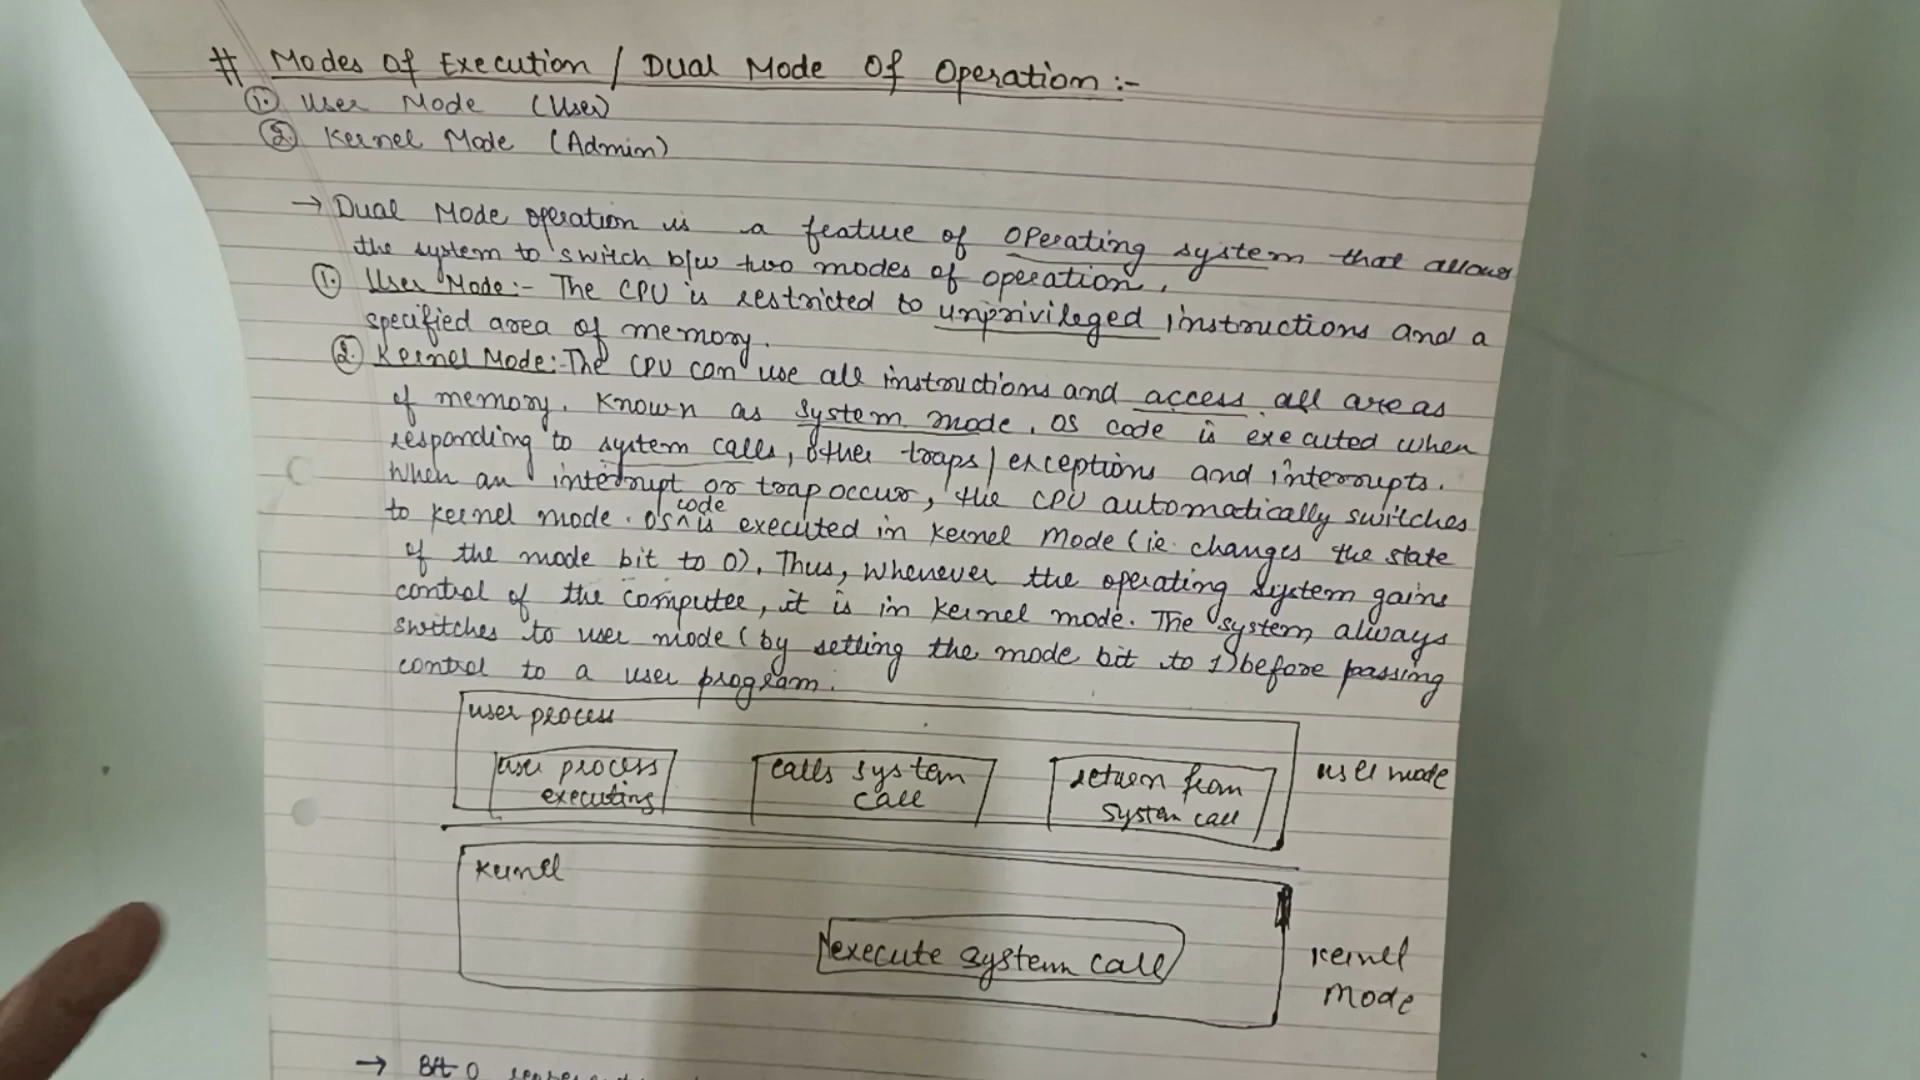 # Modes Of Execution / Dual Mode Of Operation :-
① User Mode (User)
② Kernel Mode (Admin)
→ Dual Mode operation is a feature of operating system that allows
the system to switch b/w two modes of operation.
① User Mode :- The CPU is restricted to unprivileged instructions and a
specified area of memory.
② Kernel Mode :- The CPU can use all instructions and access all areas
of memory. Known as system mode. OS code is executed when
responding to system calls, other traps/exceptions and interrupts.
When an interrupt or trap occur, the CPU automatically switches
to kernel mode. OS code is executed in Kernel Mode (ie. changes the state
of the mode bit to 0). Thus, whenever the operating system gains
control of the computer, it is in kernel mode. The system always
switches to user mode (by setting the mode bit to 1) before passing
control to a user program.
user process
user process
executing
calls system
call
return from
system call
user mode
Kernel
execute system call
kernel
mode
→ Bit 0